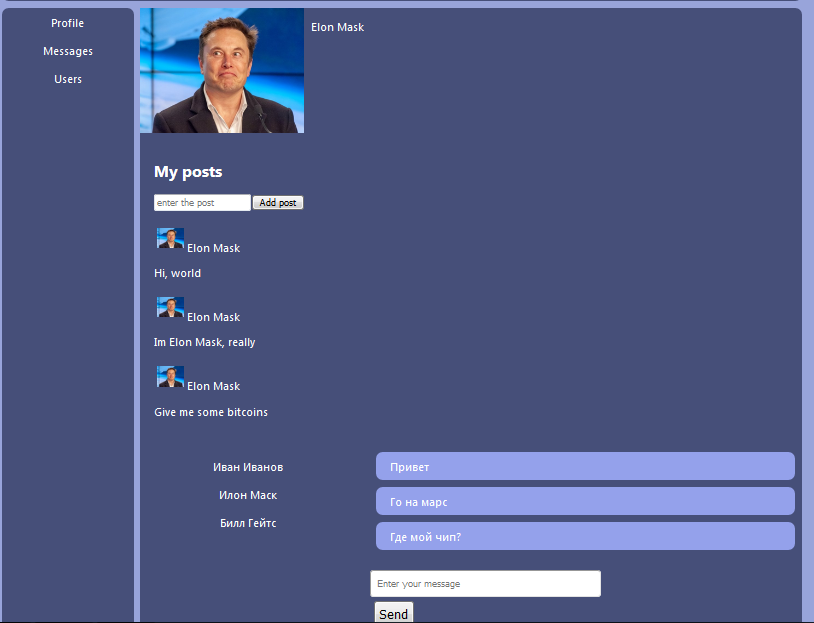 Profile
Messages
Users
Elon Mask
My posts
enter the post
Add post
Elon Mask
Hi, world
Elon Mask
Im Elon Mask, really
Elon Mask
Give me some bitcoins
Иван Иванов
Илон Маск
Билл Гейтс
Привет
Го на марс
Где мой чип?
Enter your message
Send